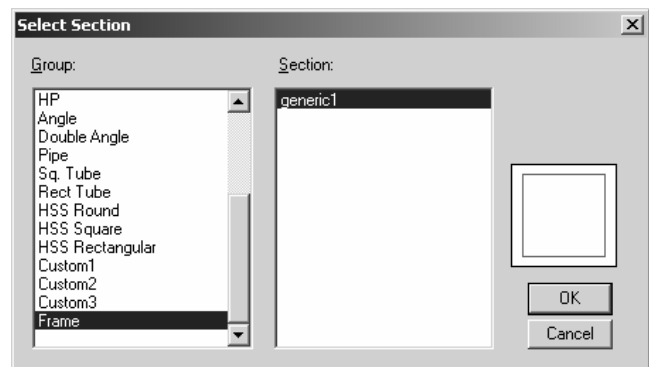 Select Section
Group:
Section:
HP
Angle
Double Angle
Pipe
Sq. Tube
Rect Tube
HSS Round
HSS Square
HSS Rectangular
Custom1
Custom2
Custom3
Frame
generic1
OK
Cancel